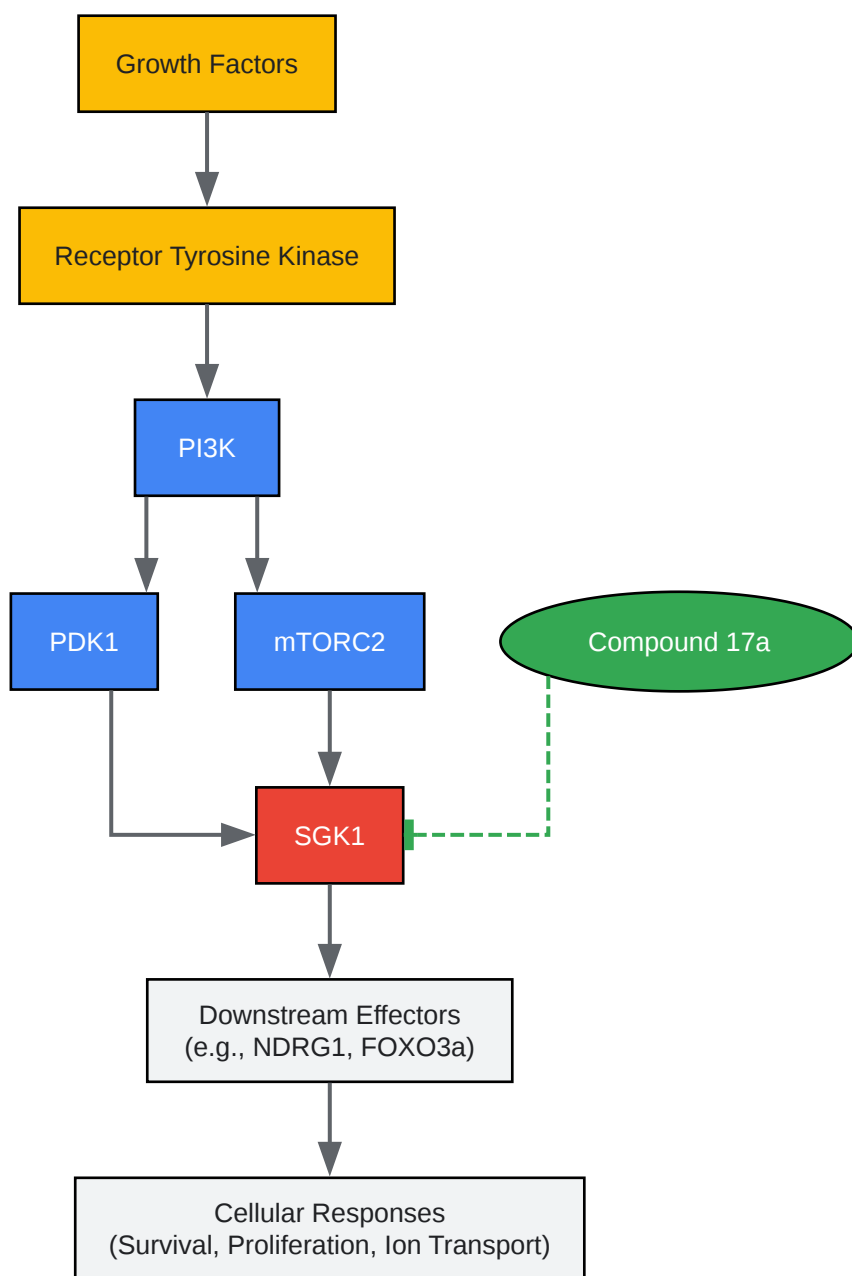 Growth Factors
Receptor Tyrosine Kinase
PI3K
PDK1
mTORC2
Compound 17a
SGK1
Downstream Effectors
(e.g., NDRG1, FOXO3a)
Cellular Responses
(Survival, Proliferation, Ion Transport)